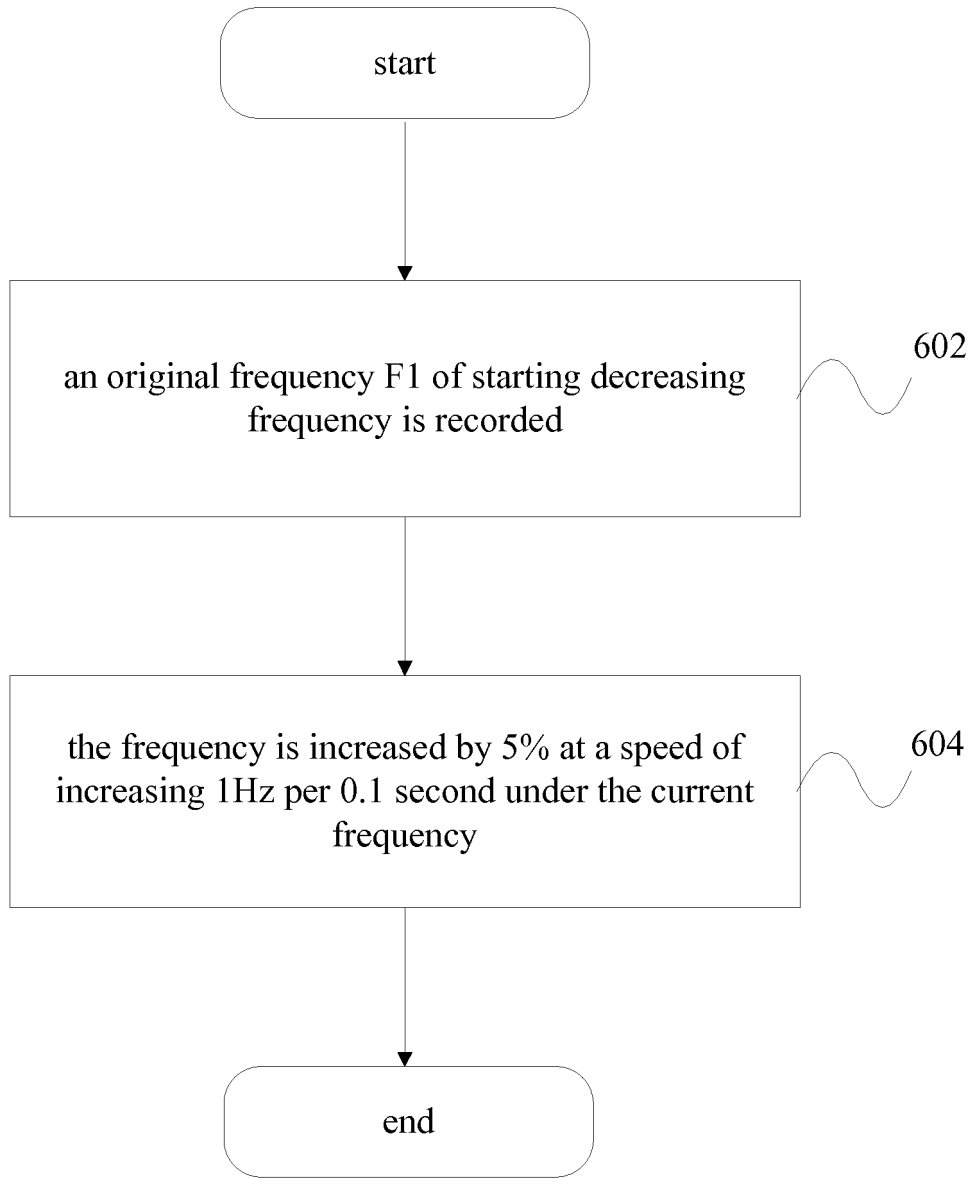 start
an original frequency F1 of starting decreasing
frequency is recorded
602
the frequency is increased by 5% at a speed of
increasing 1Hz per 0.1 second under the current
frequency
604
end